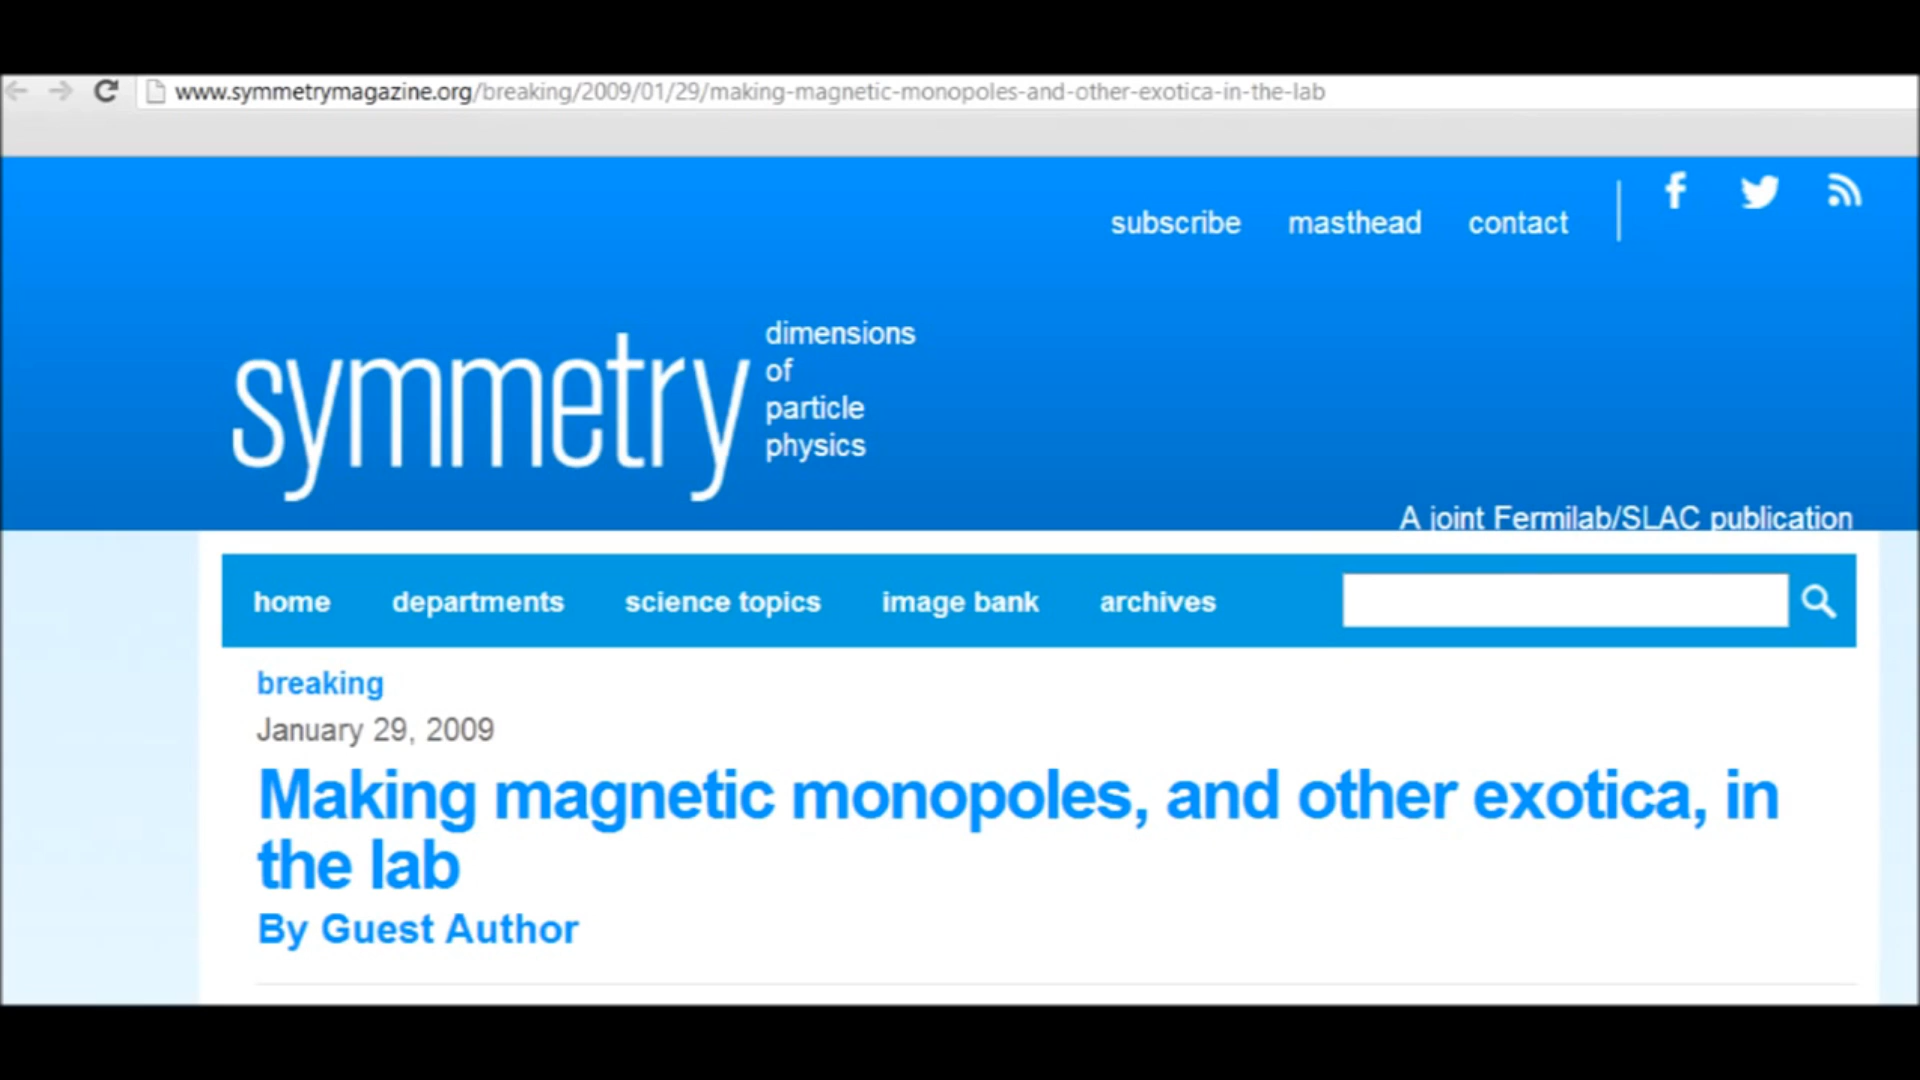 www.symmetrymagazine.org/breaking/2009/01/29/making-magnetic-monopoles-and-other-exotica-in-the-lab
subscribe masthead contact
symmetry
dimensions
of
particle
physics
A joint Fermilab/SLAC publication
home departments science topics image bank archives
breaking
January 29, 2009
Making magnetic monopoles, and other exotica, in
the lab
By Guest Author